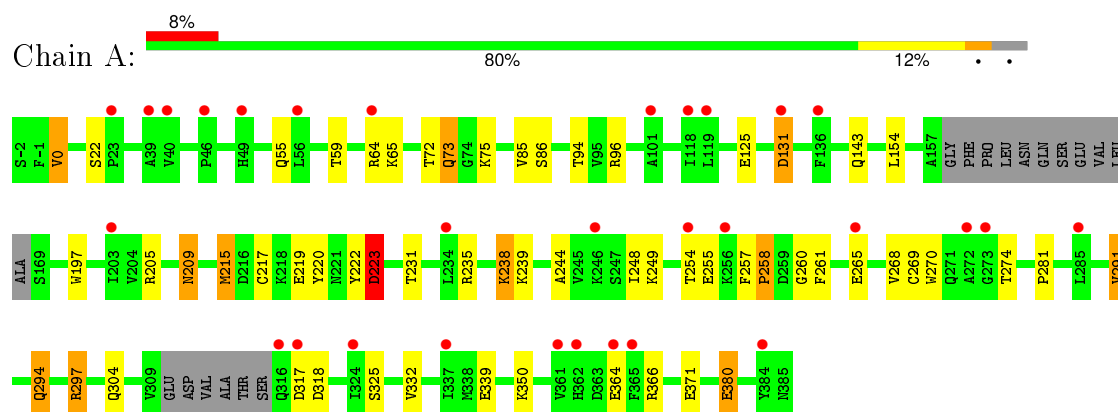 8%
Chain A:
80% 12% • •
S-2 F-1 V0 S22 P23 A39 V40 P46 H49 Q55 L56 T59 R64 K65 T72 Q73 G74 K75 V85 S86 T94 V95 R96 A101 I118 L119 E125 D131 F136 Q143 L154 A157 GLY PHE PRO LEU ASN GLN SER GLU VAL LEU
ALA S169 W197 I203 V204 R205 N209 M215 D216 C217 K218 E219 Y220 N221 Y222 D223 T231 L234 R235 K238 K239 A244 V245 K246 S247 I248 K249 T254 E255 K256 F257 P258 D259 G260 F261 E265 V268 C269 W270 Q271 A272 G273 T274 P281 L285 V291
Q294 R297 Q304 V309 GLU ASP VAL ALA THR SER Q316 D317 D318 I324 S325 V332 I337 M338 E339 K350 V361 H362 D363 E364 F365 R366 E371 E380 Y384 N385